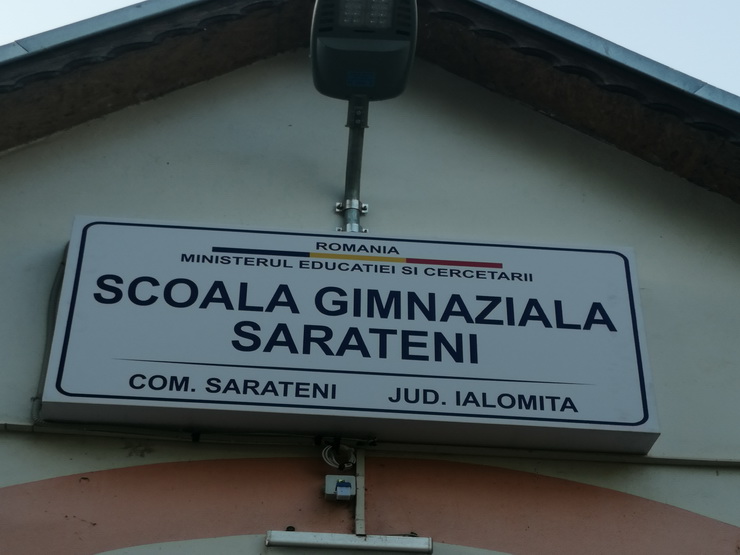 ROMANIA
MINISTERUL EDUCATIEI SI CERCETARII
SCOALA GIMNAZIALA
SARATENI
COM. SARATENI JUD. IALOMITA